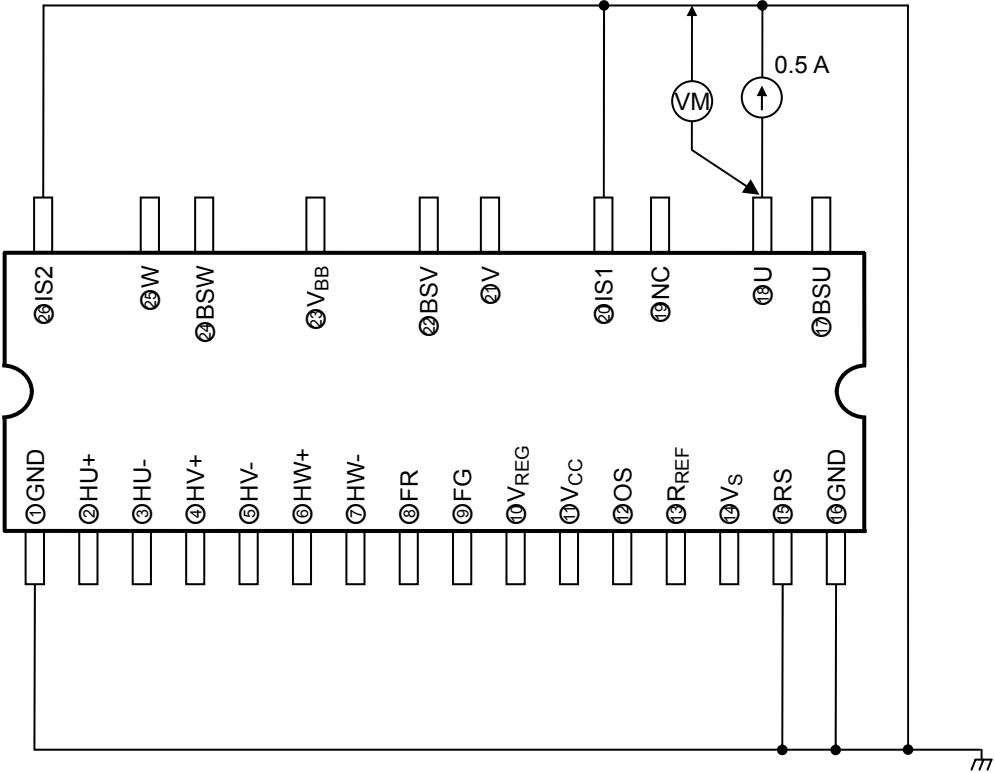 0.5 A
VM
㉖IS2
㉕W
㉔BSW
㉓VBB
㉒BSV
㉑V
⑳IS1
⑲NC
⑱U
⑰BSU
①GND
②HU+
③HU-
④HV+
⑤HV-
⑥HW+
⑦HW-
⑧FR
⑨FG
⑩VREG
⑪VCC
⑫OS
⑬RREF
⑭VS
⑮RS
⑯GND